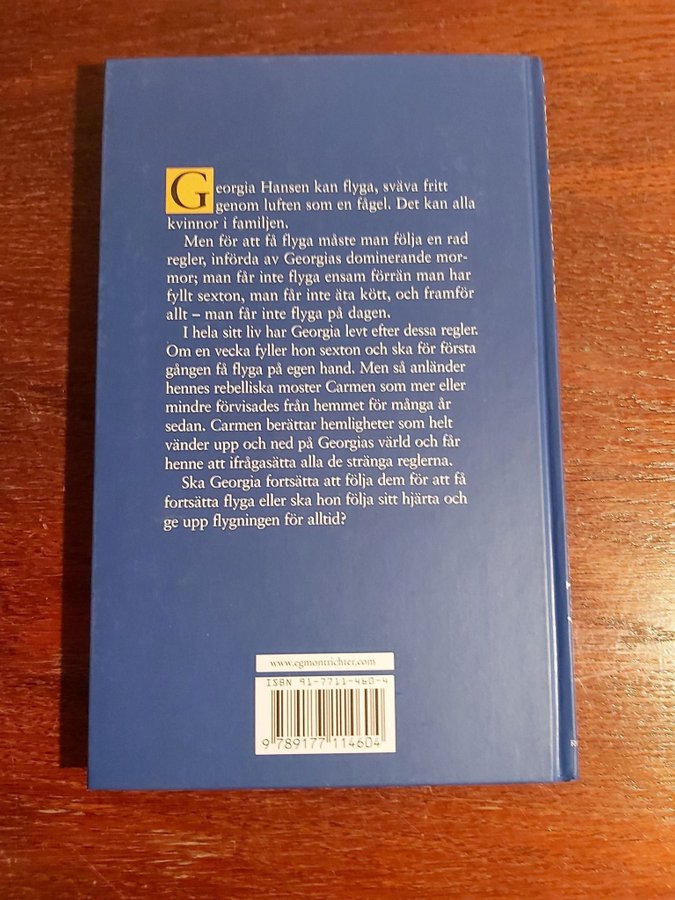 Georgia Hansen kan flyga, sväva fritt
genom luften som en fågel. Det kan alla
kvinnor i familjen.
Men för att få flyga måste man följa en rad
regler, införda av Georgias dominerande mor-
mor; man får inte flyga ensam förrän man har
fyllt sexton, man får inte äta kött, och framför
allt – man får inte flyga på dagen.
I hela sitt liv har Georgia levt efter dessa regler.
Om en vecka fyller hon sexton och ska för första
gången få flyga på egen hand. Men så anländer
hennes rebelliska moster Carmen som mer eller
mindre förvisades från hemmet för många år
sedan. Carmen berättar hemligheter som helt
vänder upp och ned på Georgias värld och får
henne att ifrågasätta alla de stränga reglerna.
Ska Georgia fortsätta att följa dem för att få
fortsätta flyga eller ska hon följa sitt hjärta och
ge upp flygningen för alltid?
www.egmontrichter.com
ISBN 91-7711-460-4
9 789177 114604